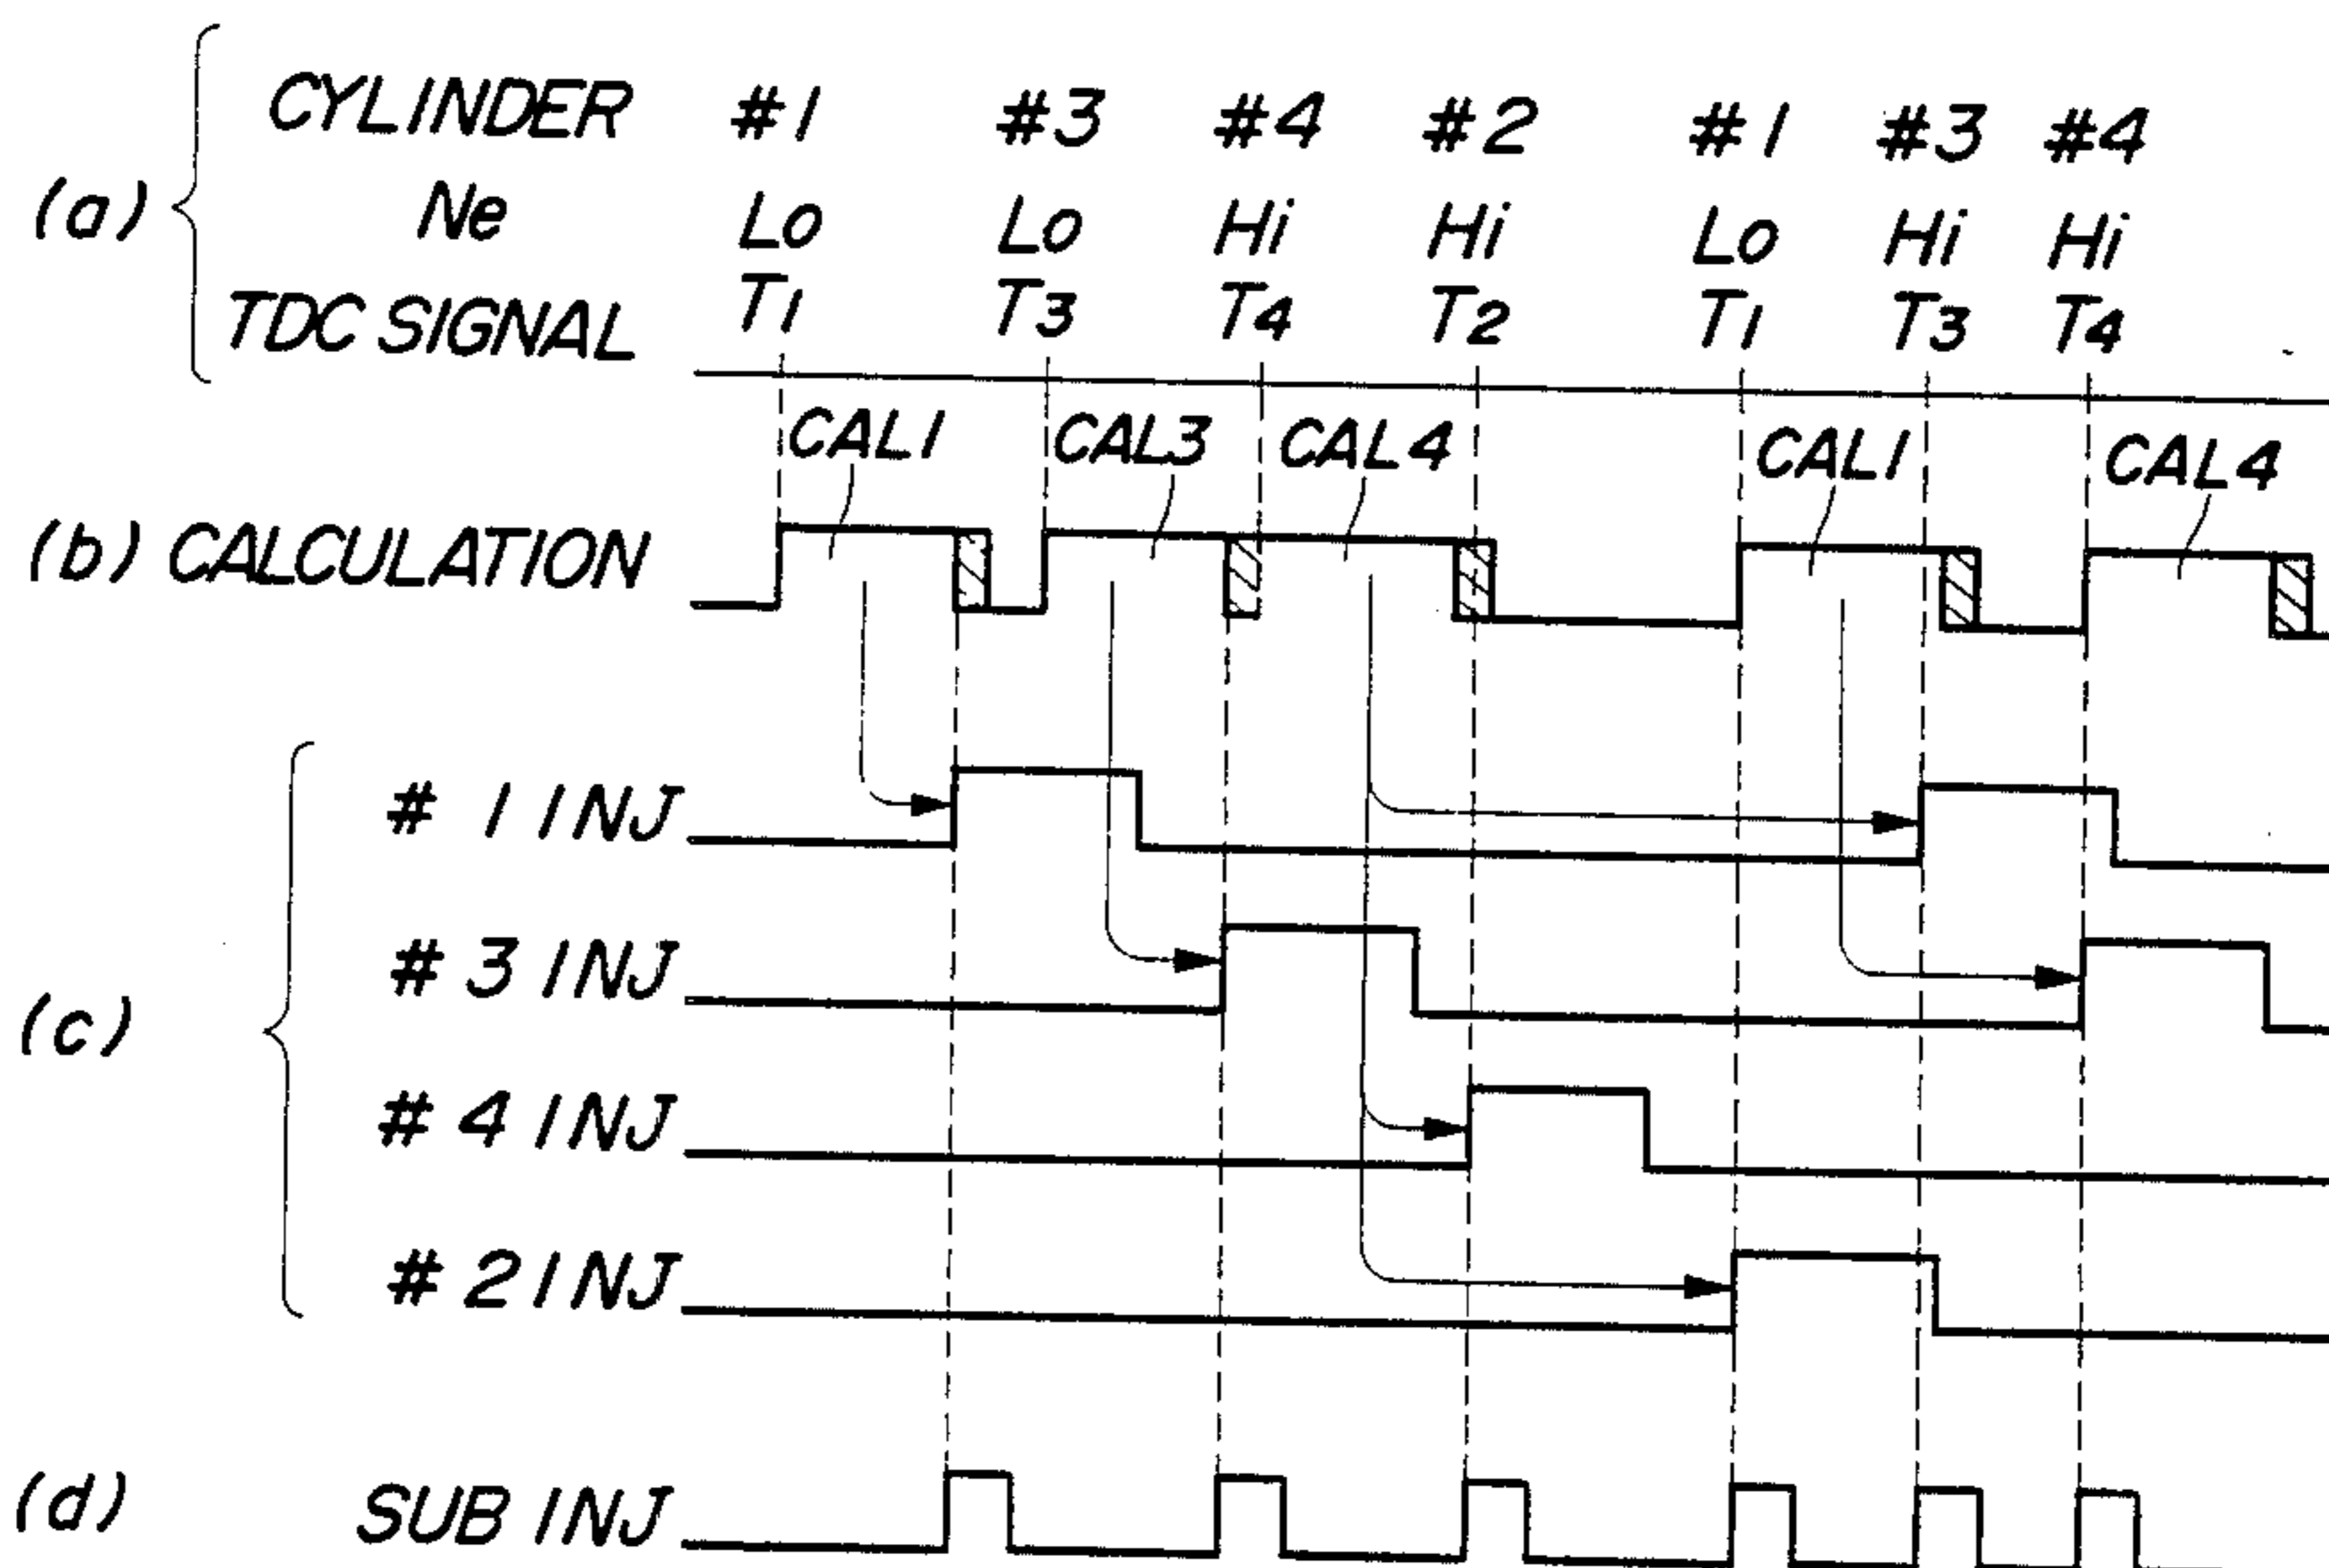 CYLINDER #1 #3 #4 #2 #1 #3 #4
(a) Ne Lo Lo Hi Hi Lo Hi Hi
TDC SIGNAL T1 T3 T4 T2 T1 T3 T4
CAL1 CAL3 CAL4 CAL1 CAL4
(b) CALCULATION
# 1 INJ
# 3 INJ
(c)
# 4 INJ
# 2 INJ
(d) SUB INJ